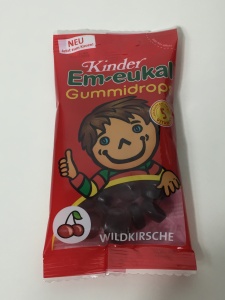 NEU
Kinder
Em-eukal
Gummidrops
WILDKIRSCHE